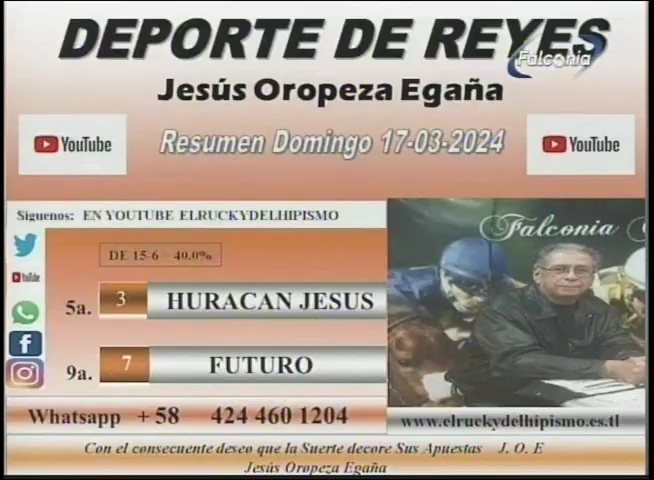 DEPORTE DE REYES
Falconia
Jesús Oropeza Egaña
YouTube
Resumen Domingo 17-03-2024
YouTube
Síguenos: EN YOUTUBE ELRUCKYDELHIPISMO
Falconia
DE 15-6 - 40.0%
YouTube
5a. 3 HURACAN JESUS
9a. 7 FUTURO
Whatsapp +58 424 460 1204
www.elruckydelhipismo.es.tl
Con el consecuente deseo que la Suerte decore Sus Apuestas J. O. E
Jesús Oropeza Egaña